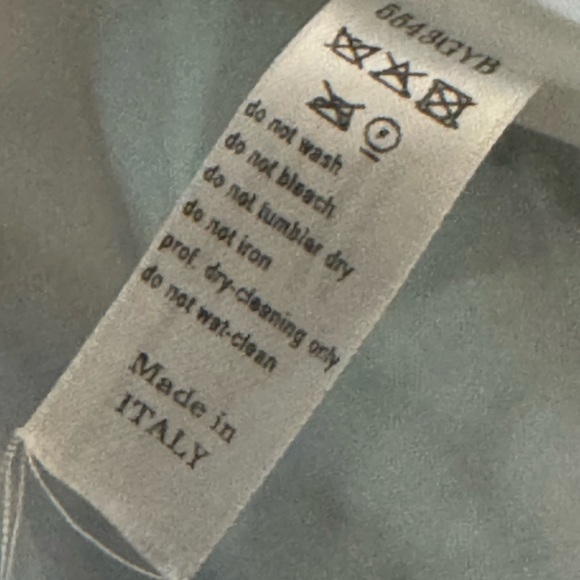 5543GYB
do not wash
do not bleach
do not tumbler dry
do not iron
prof. dry-cleaning only
do not wet-clean
Made in
ITALY